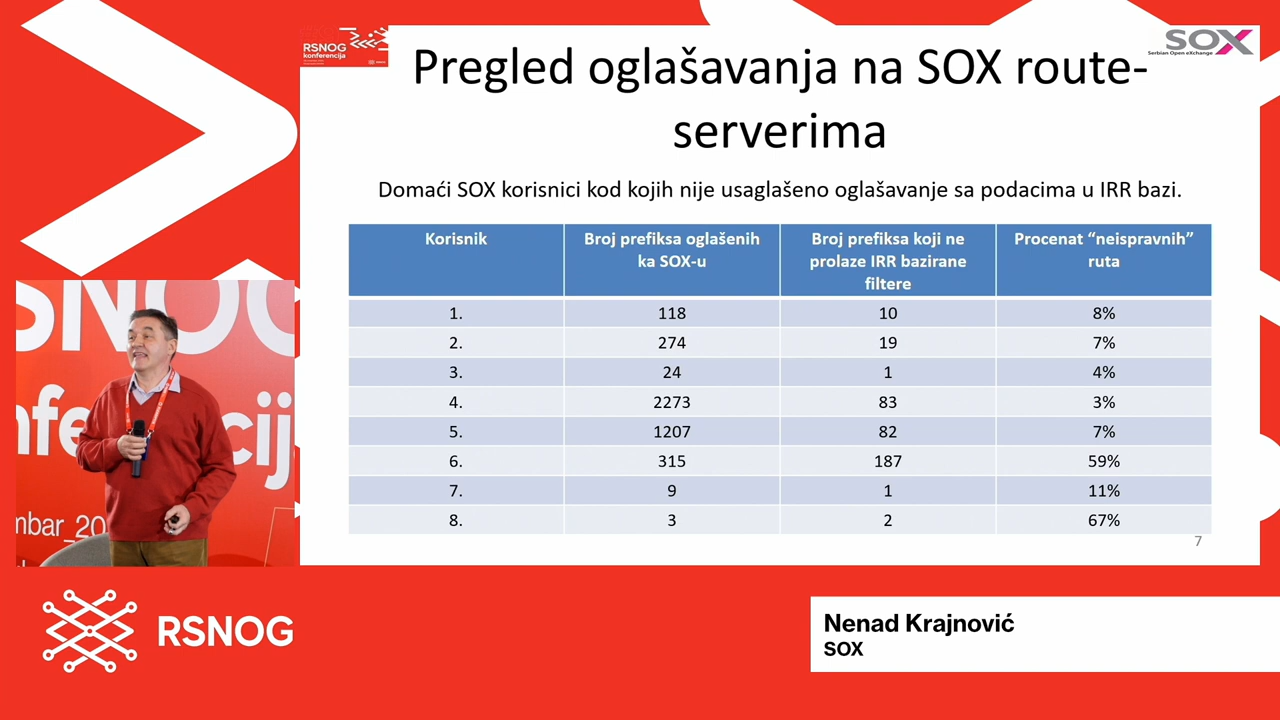 RSNOG
konferencija
SOX
Serbian Open eXchange
Pregled oglašavanja na SOX route-
serverima
Domaći SOX korisnici kod kojih nije usaglašeno oglašavanje sa podacima u IRR bazi.
Korisnik Broj prefiksa oglašenih ka SOX-u Broj prefiksa koji ne prolaze IRR bazirane filtere Procenat “neispravnih” ruta
1. 118 10 8%
2. 274 19 7%
3. 24 1 4%
4. 2273 83 3%
5. 1207 82 7%
6. 315 187 59%
7. 9 1 11%
8. 3 2 67%
7
SNOG
nferencij
mbar_20
RSNOG
Nenad Krajnović
SOX